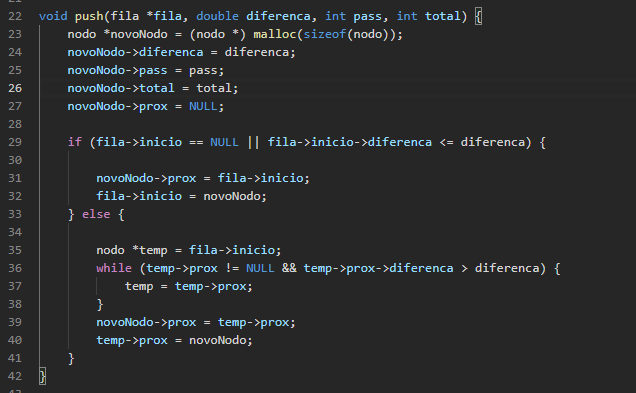 22 void push(fila *fila, double diferenca, int pass, int total) {
23     nodo *novoNodo = (nodo *) malloc(sizeof(nodo));
24     novoNodo->diferenca = diferenca;
25     novoNodo->pass = pass;
26     novoNodo->total = total;
27     novoNodo->prox = NULL;
28
29     if (fila->inicio == NULL || fila->inicio->diferenca <= diferenca) {
30
31         novoNodo->prox = fila->inicio;
32         fila->inicio = novoNodo;
33     } else {
34
35         nodo *temp = fila->inicio;
36         while (temp->prox != NULL && temp->prox->diferenca > diferenca) {
37             temp = temp->prox;
38         }
39         novoNodo->prox = temp->prox;
40         temp->prox = novoNodo;
41     }
42 }